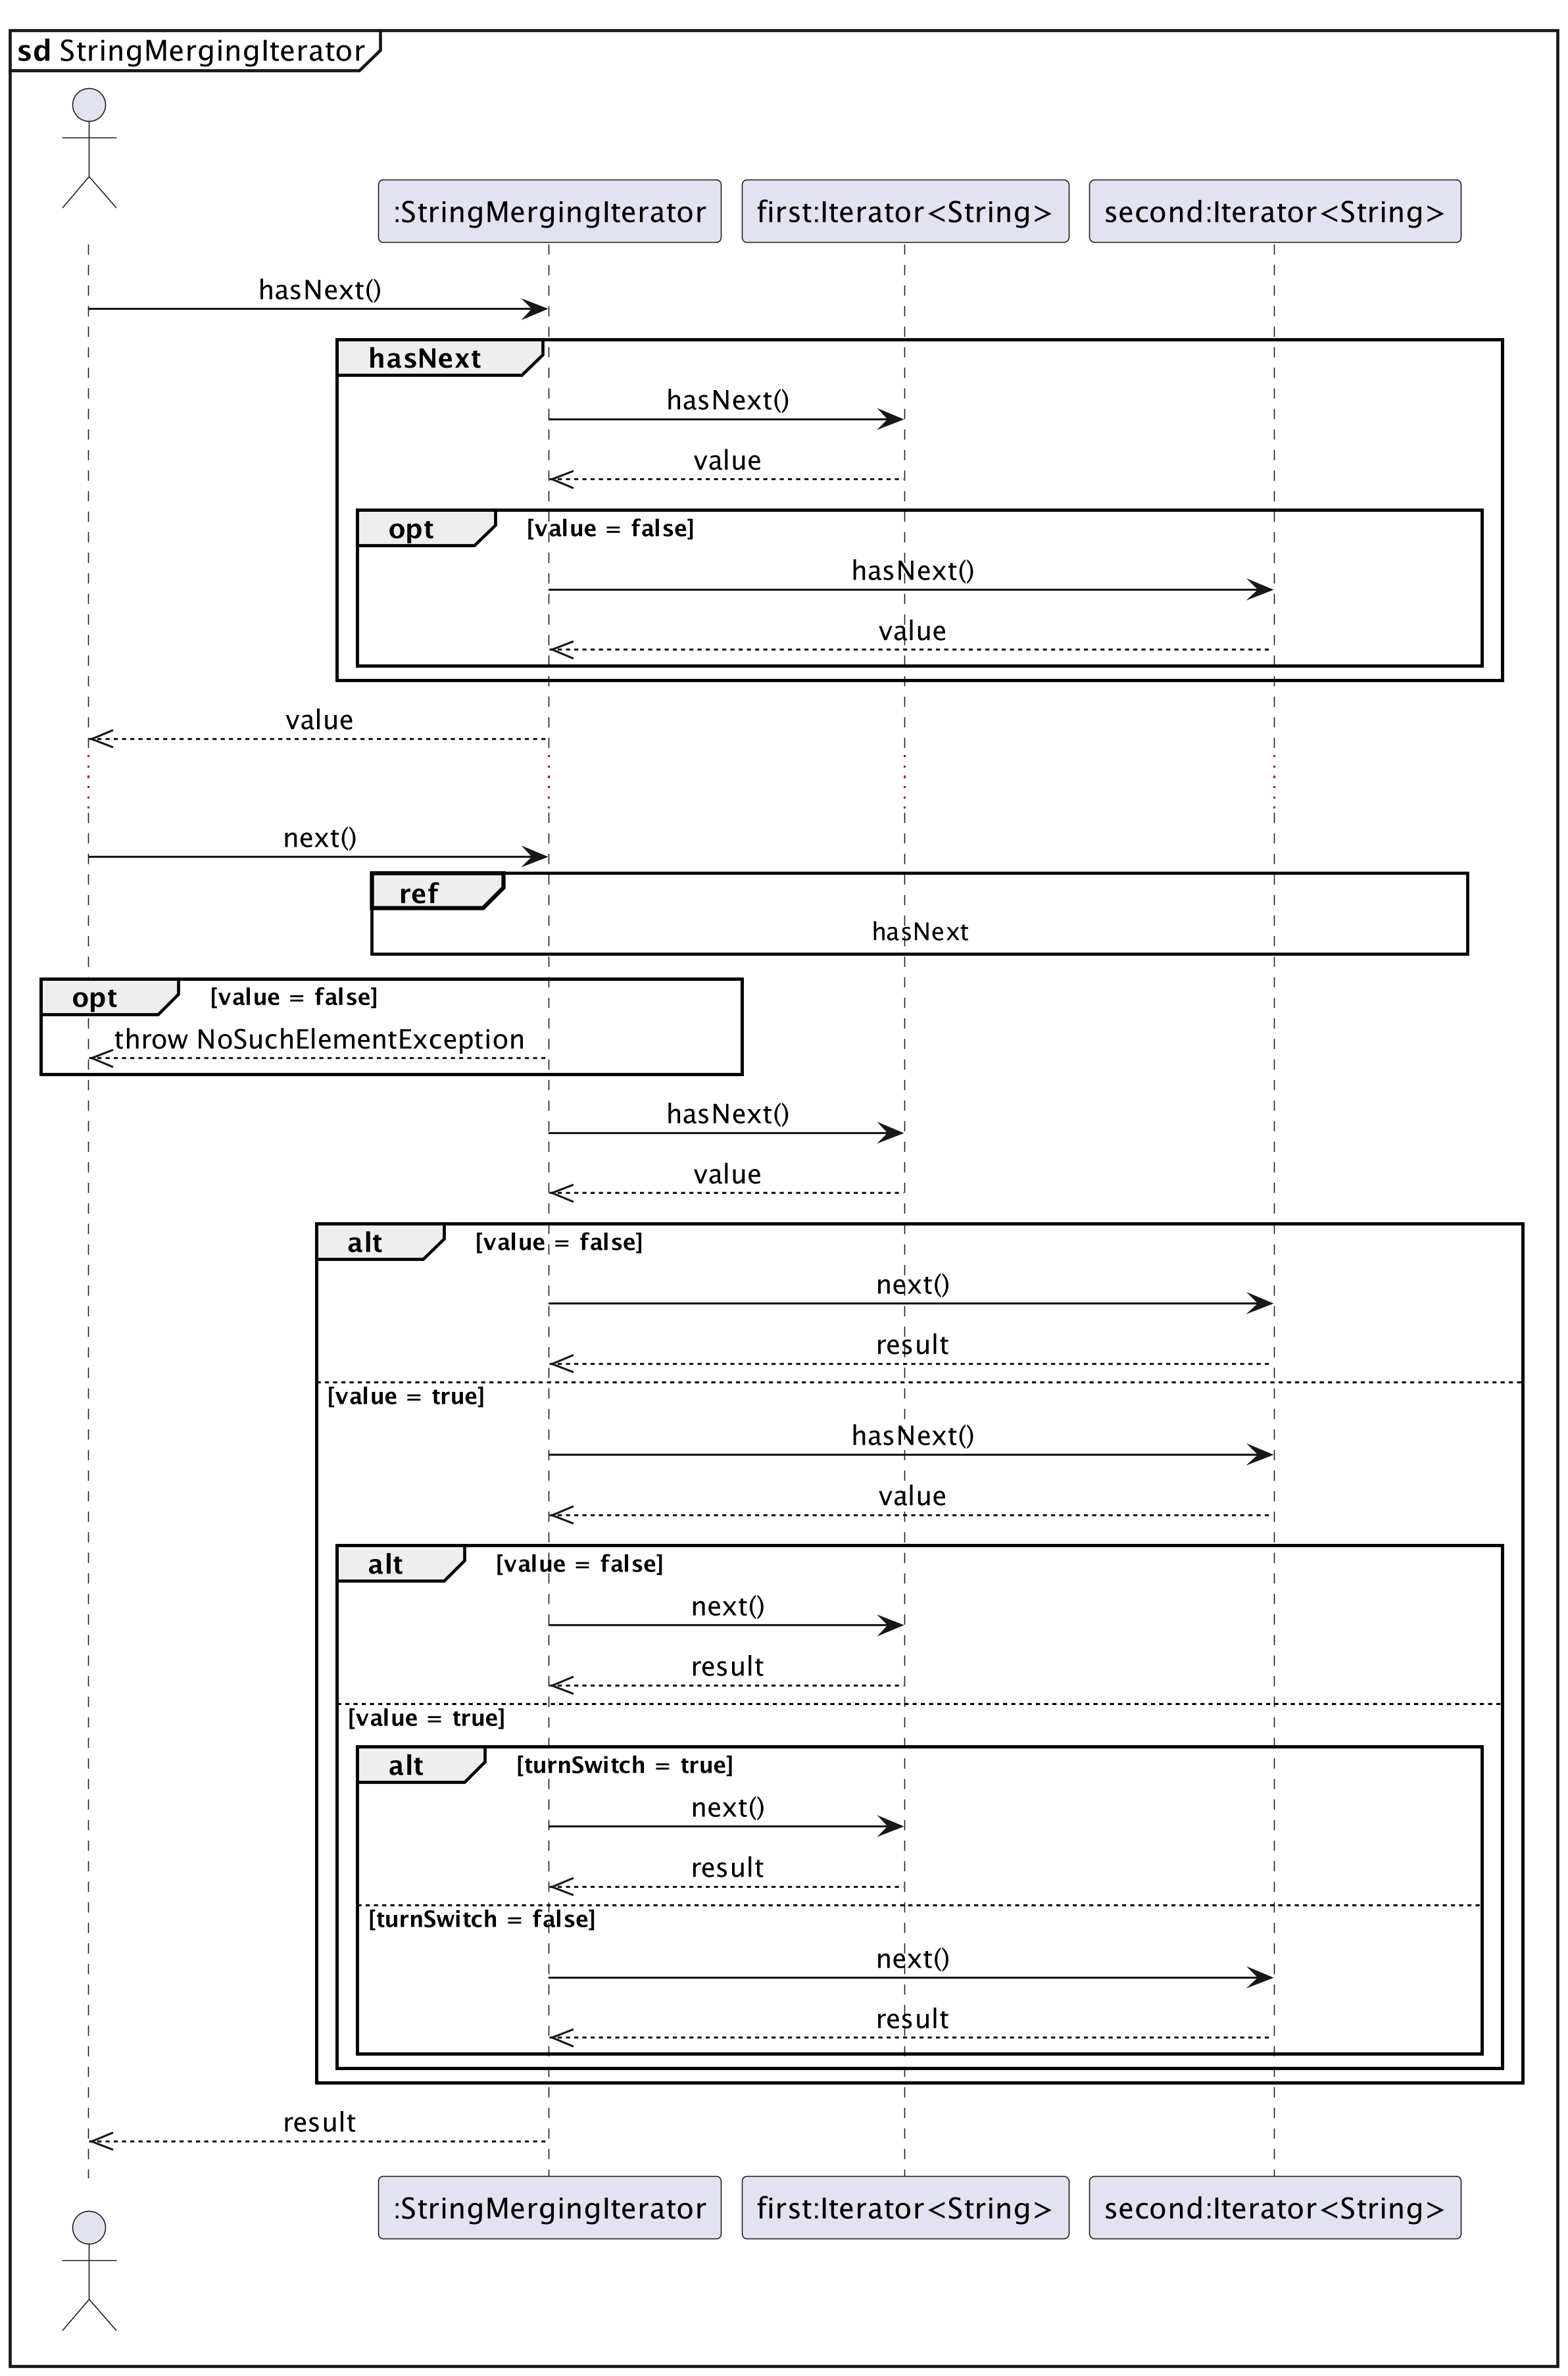 sd StringMergingIterator
:StringMergingIterator
first:Iterator<String>
second:Iterator<String>
hasNext()
hasNext
hasNext()
value
opt
[value = false]
hasNext()
value
value
next()
ref
hasNext
opt
[value = false]
throw NoSuchElementException
hasNext()
value
alt
[value = false]
next()
result
[value = true]
hasNext()
value
alt
[value = false]
next()
result
[value = true]
alt
[turnSwitch = true]
next()
result
[turnSwitch = false]
next()
result
result
:StringMergingIterator
first:Iterator<String>
second:Iterator<String>